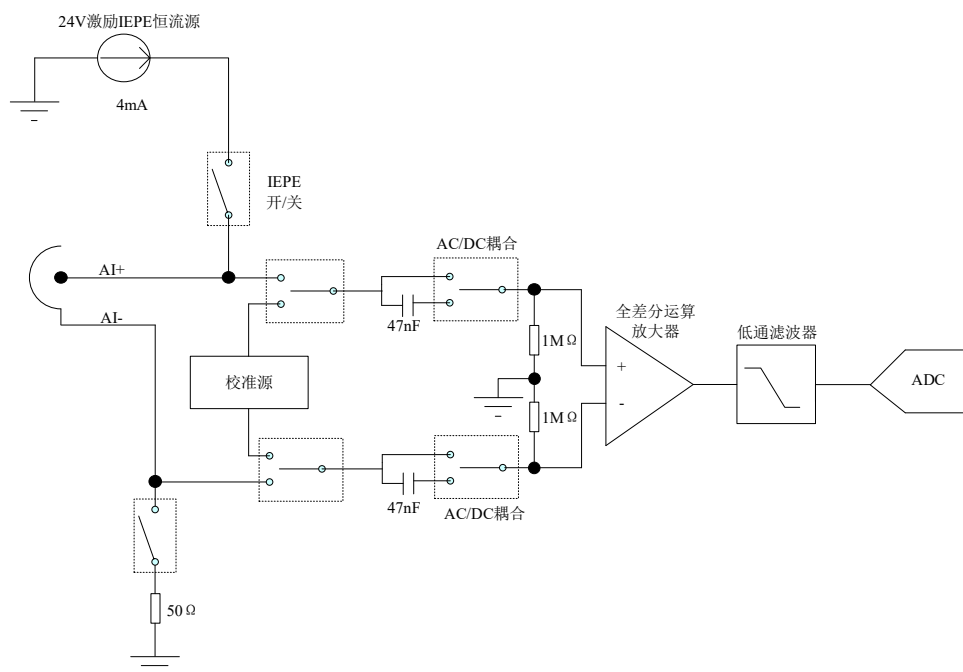 24V激励IEPE恒流源
4mA
IEPE
开/关
AI+
AC/DC耦合
AI-
47nF
全差分运算
放大器
低通滤波器
1MΩ
校准源
+
ADC
-
1MΩ
47nF
AC/DC耦合
50Ω